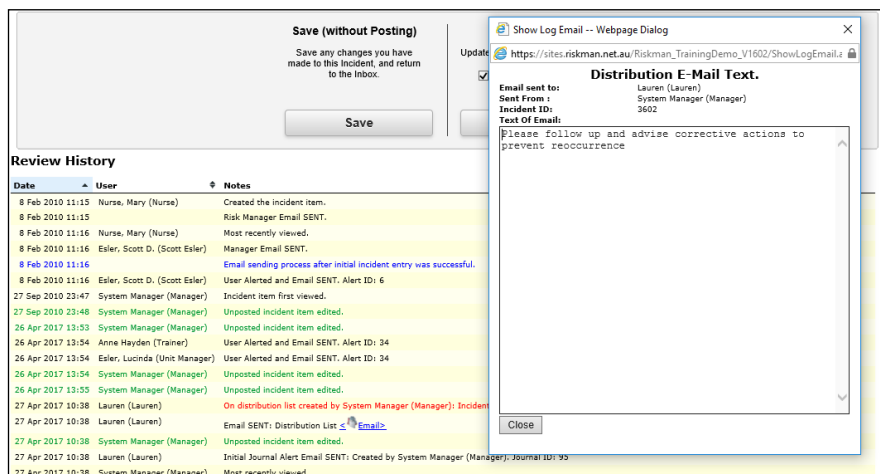 Save (without Posting)
Save any changes you have
made to this Incident, and return
to the Inbox.
Update
Save
Show Log Email -- Webpage Dialog
https://sites.riskman.net.au/Riskman_TrainingDemo_V1602/ShowLogEmail.a
Distribution E-Mail Text.
Email sent to: Lauren (Lauren)
Sent From : System Manager (Manager)
Incident ID: 3602
Text Of Email:
Please follow up and advise corrective actions to
prevent reoccurrence
Close
Review History
Date User Notes
8 Feb 2010 11:15 Nurse, Mary (Nurse) Created the incident item.
8 Feb 2010 11:15 Risk Manager Email SENT.
8 Feb 2010 11:16 Nurse, Mary (Nurse) Most recently viewed.
8 Feb 2010 11:16 Esler, Scott D. (Scott Esler) Manager Email SENT.
8 Feb 2010 11:16 Email sending process after initial incident entry was successful.
8 Feb 2010 11:16 Esler, Scott D. (Scott Esler) User Alerted and Email SENT. Alert ID: 6
27 Sep 2010 23:47 System Manager (Manager) Incident item first viewed.
27 Sep 2010 23:48 System Manager (Manager) Unposted incident item edited.
26 Apr 2017 13:53 System Manager (Manager) Unposted incident item edited.
26 Apr 2017 13:54 Anne Hayden (Trainer) User Alerted and Email SENT. Alert ID: 34
26 Apr 2017 13:54 Esler, Lucinda (Unit Manager) User Alerted and Email SENT. Alert ID: 34
26 Apr 2017 13:54 System Manager (Manager) Unposted incident item edited.
26 Apr 2017 13:55 System Manager (Manager) Unposted incident item edited.
27 Apr 2017 10:38 Lauren (Lauren) On distribution list created by System Manager (Manager): Incident
27 Apr 2017 10:38 Lauren (Lauren) Email SENT: Distribution List < Email>
27 Apr 2017 10:38 System Manager (Manager) Unposted incident item edited.
27 Apr 2017 10:38 Lauren (Lauren) Initial Journal Alert Email SENT: Created by System Manager (Manager). Journal ID: 95
27 Apr 2017 10:38 System Manager (Manager) Most recently viewed.